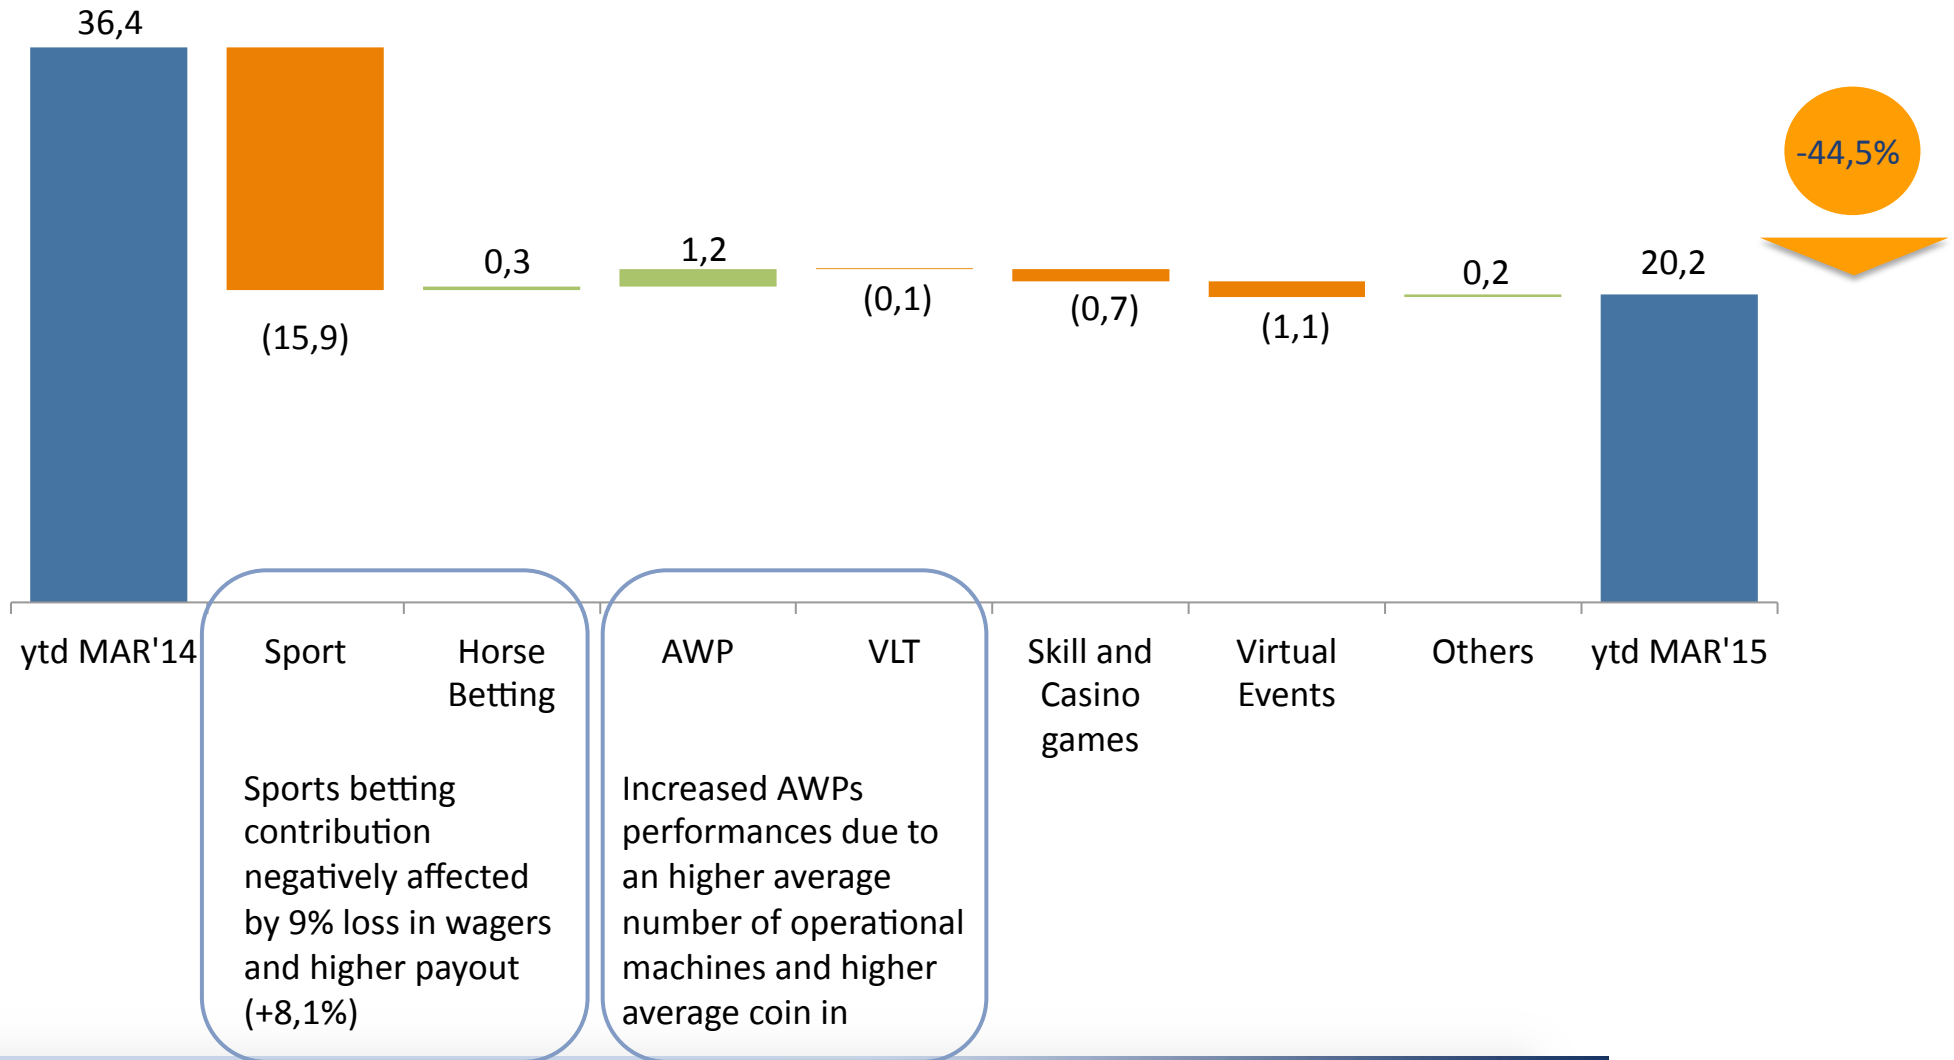 36,4
(15,9)
0,3
1,2
(0,1)
(0,7)
(1,1)
0,2
20,2
-44,5%
ytd MAR'14
Sport
Horse
Betting
AWP
VLT
Skill and
Casino
games
Virtual
Events
Others
ytd MAR'15
Sports betting
contribution
negatively affected
by 9% loss in wagers
and higher payout
(+8,1%)
Increased AWPs
performances due to
an higher average
number of operational
machines and higher
average coin in